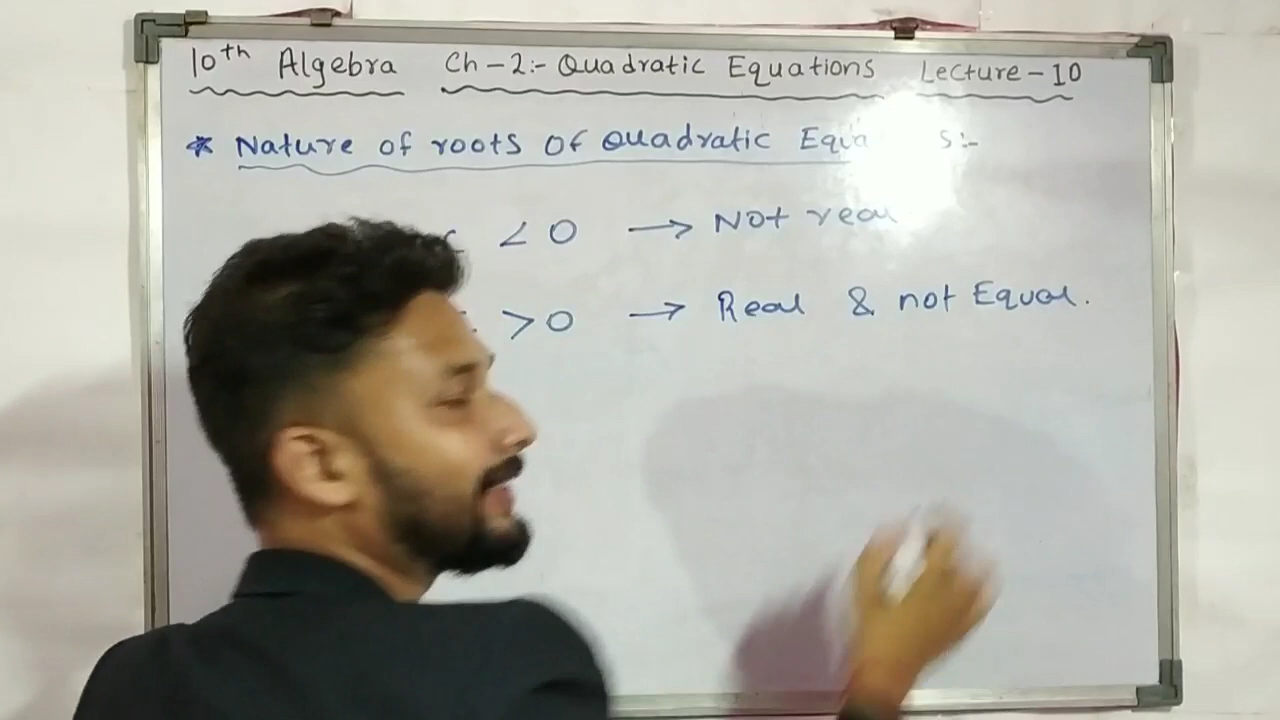 10th Algebra Ch-2:- Quadratic Equations Lecture-10
* Nature of roots of Quadratic
< 0 → Not real
> 0 → Real & not Equal.